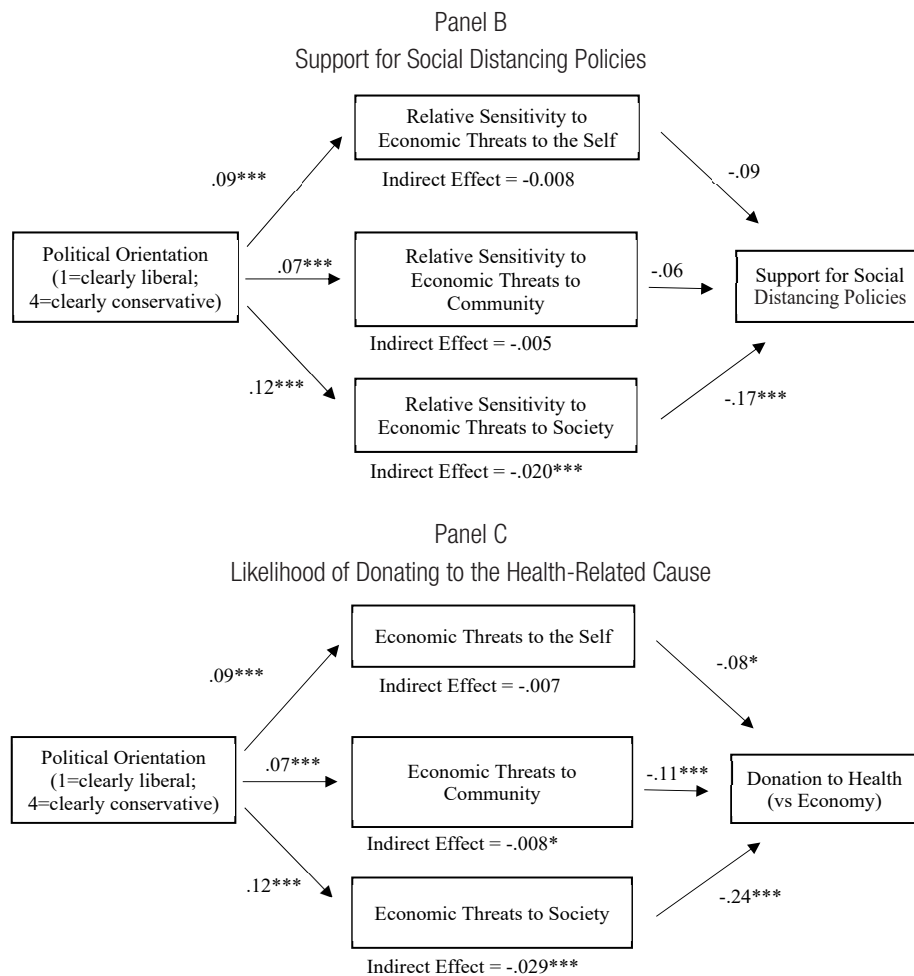 Panel B
Support for Social Distancing Policies
Relative Sensitivity to
Economic Threats to the Self
.09***
-.09
Indirect Effect = -0.008
Political Orientation
(1=clearly liberal;
4=clearly conservative)
.07***
Relative Sensitivity to
Economic Threats to
Community
-.06
Support for Social
Distancing Policies
Indirect Effect = -.005
.12***
-.17***
Relative Sensitivity to
Economic Threats to Society
Indirect Effect = -.020***
Panel C
Likelihood of Donating to the Health-Related Cause
Economic Threats to the Self
.09***
-.08*
Indirect Effect = -.007
Political Orientation
(1=clearly liberal;
4=clearly conservative)
.07***
Economic Threats to
Community
-.11***
Donation to Health
(vs Economy)
Indirect Effect = -.008*
.12***
-.24***
Economic Threats to Society
Indirect Effect = -.029***